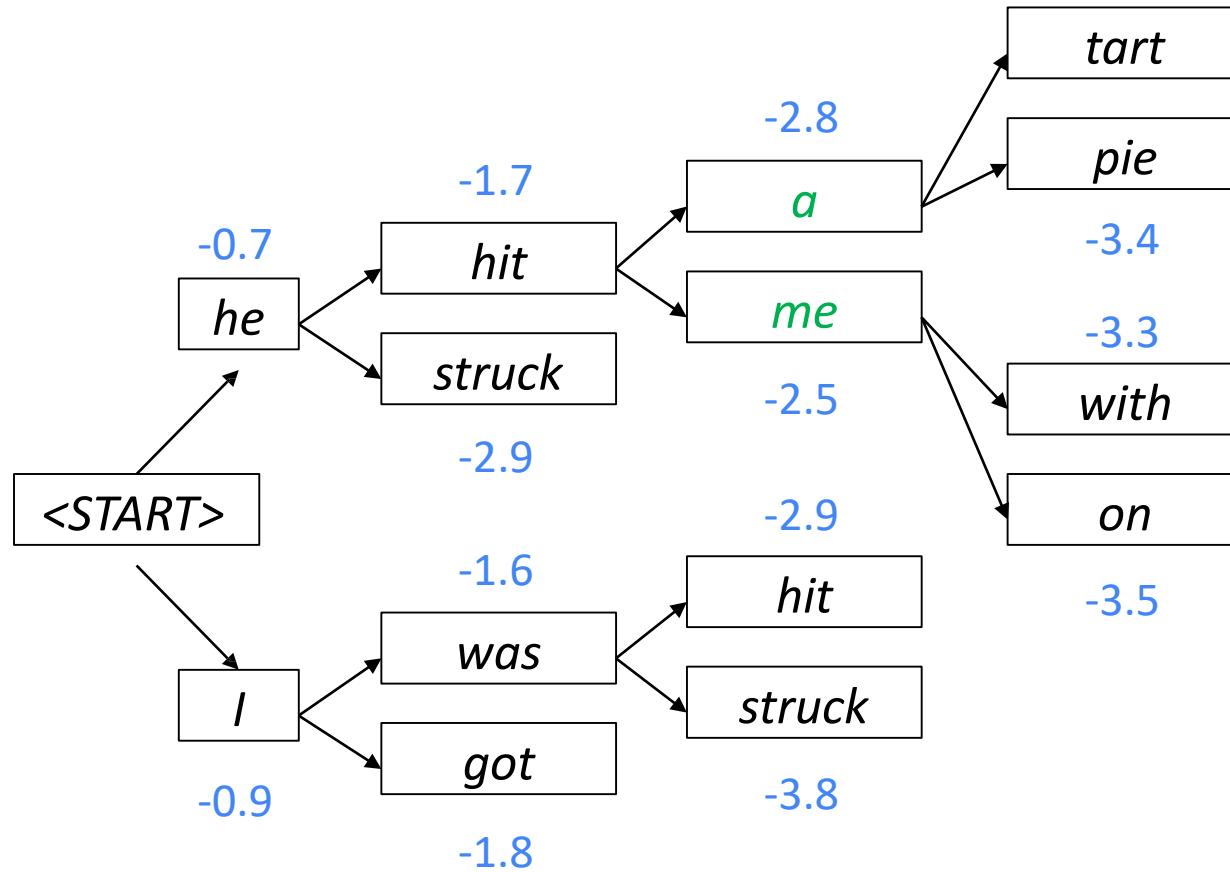 tart
-2.8
pie
-1.7
a
-3.4
-0.7
hit
me
-3.3
he
struck
-2.5
with
-2.9
<START>
-2.9
on
-1.6
hit
-3.5
was
I
struck
got
-0.9
-3.8
-1.8